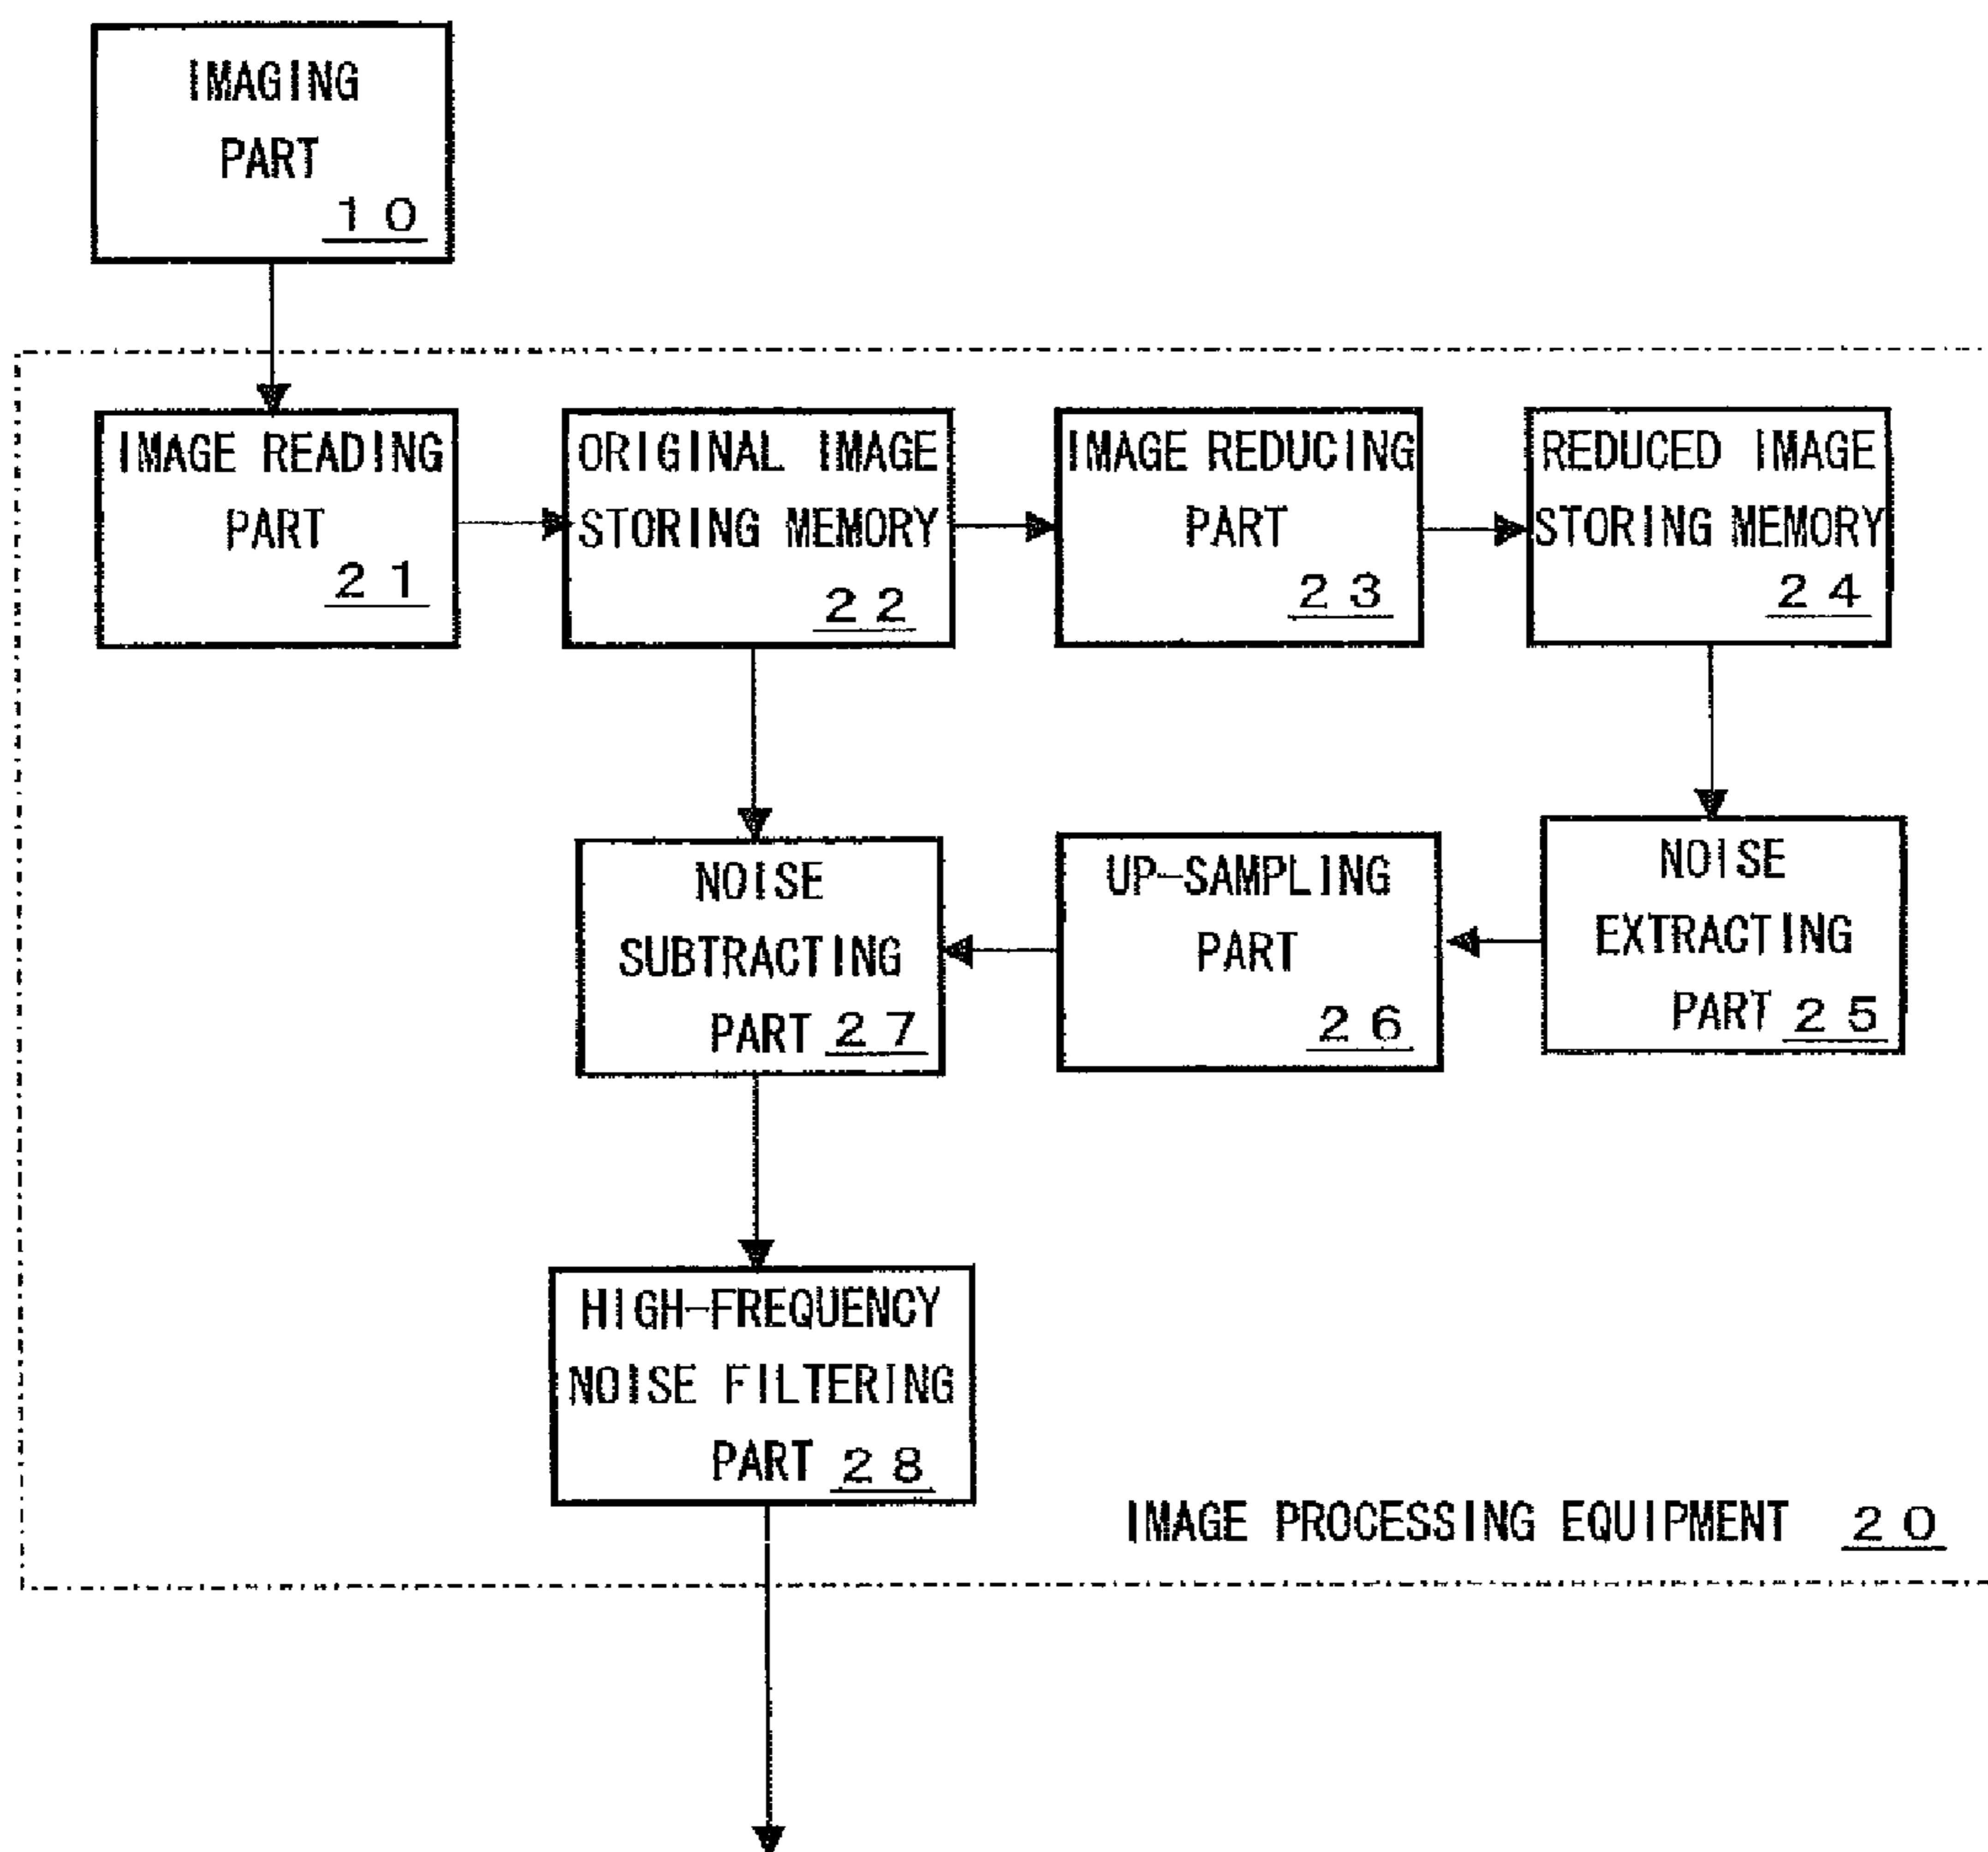 IMAGING
PART
10
IMAGE READING
PART
21
ORIGINAL IMAGE
STORING MEMORY
22
IMAGE REDUCING
PART
23
REDUCED IMAGE
STORING MEMORY
24
NOISE
SUBTRACTING
PART 27
UP-SAMPLING
PART
26
NOISE
EXTRACTING
PART 25
HIGH-FREQUENCY
NOISE FILTERING
PART 28
IMAGE PROCESSING EQUIPMENT 20